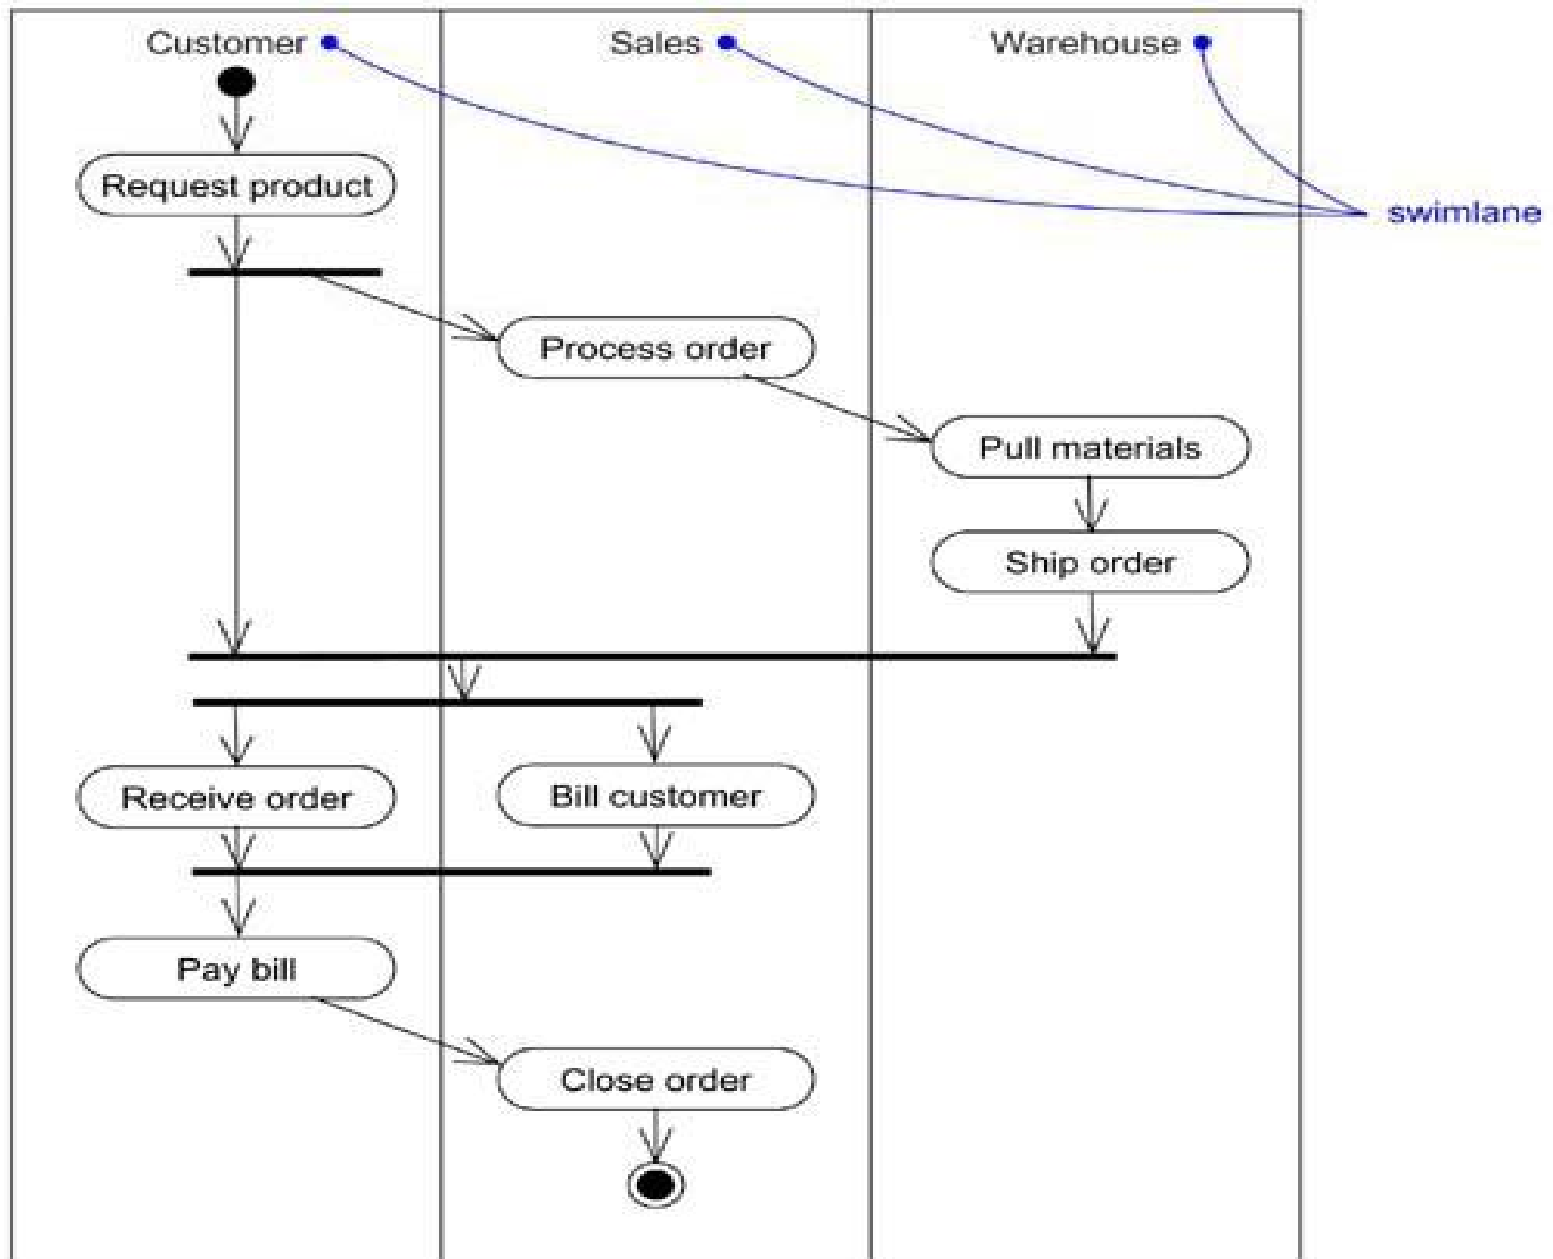 Customer
Sales
Warehouse
Request product
swimlane
Process order
Pull materials
Ship order
Receive order
Bill customer
Pay bill
Close order